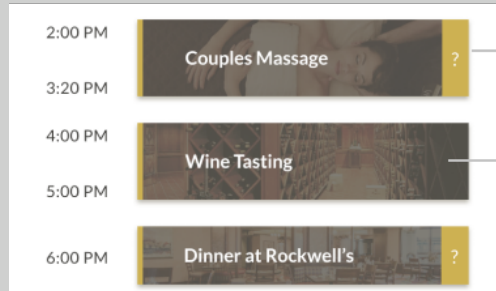 2:00 PM
Couples Massage ?
3:20 PM
4:00 PM
Wine Tasting
5:00 PM
6:00 PM
Dinner at Rockwell's ?